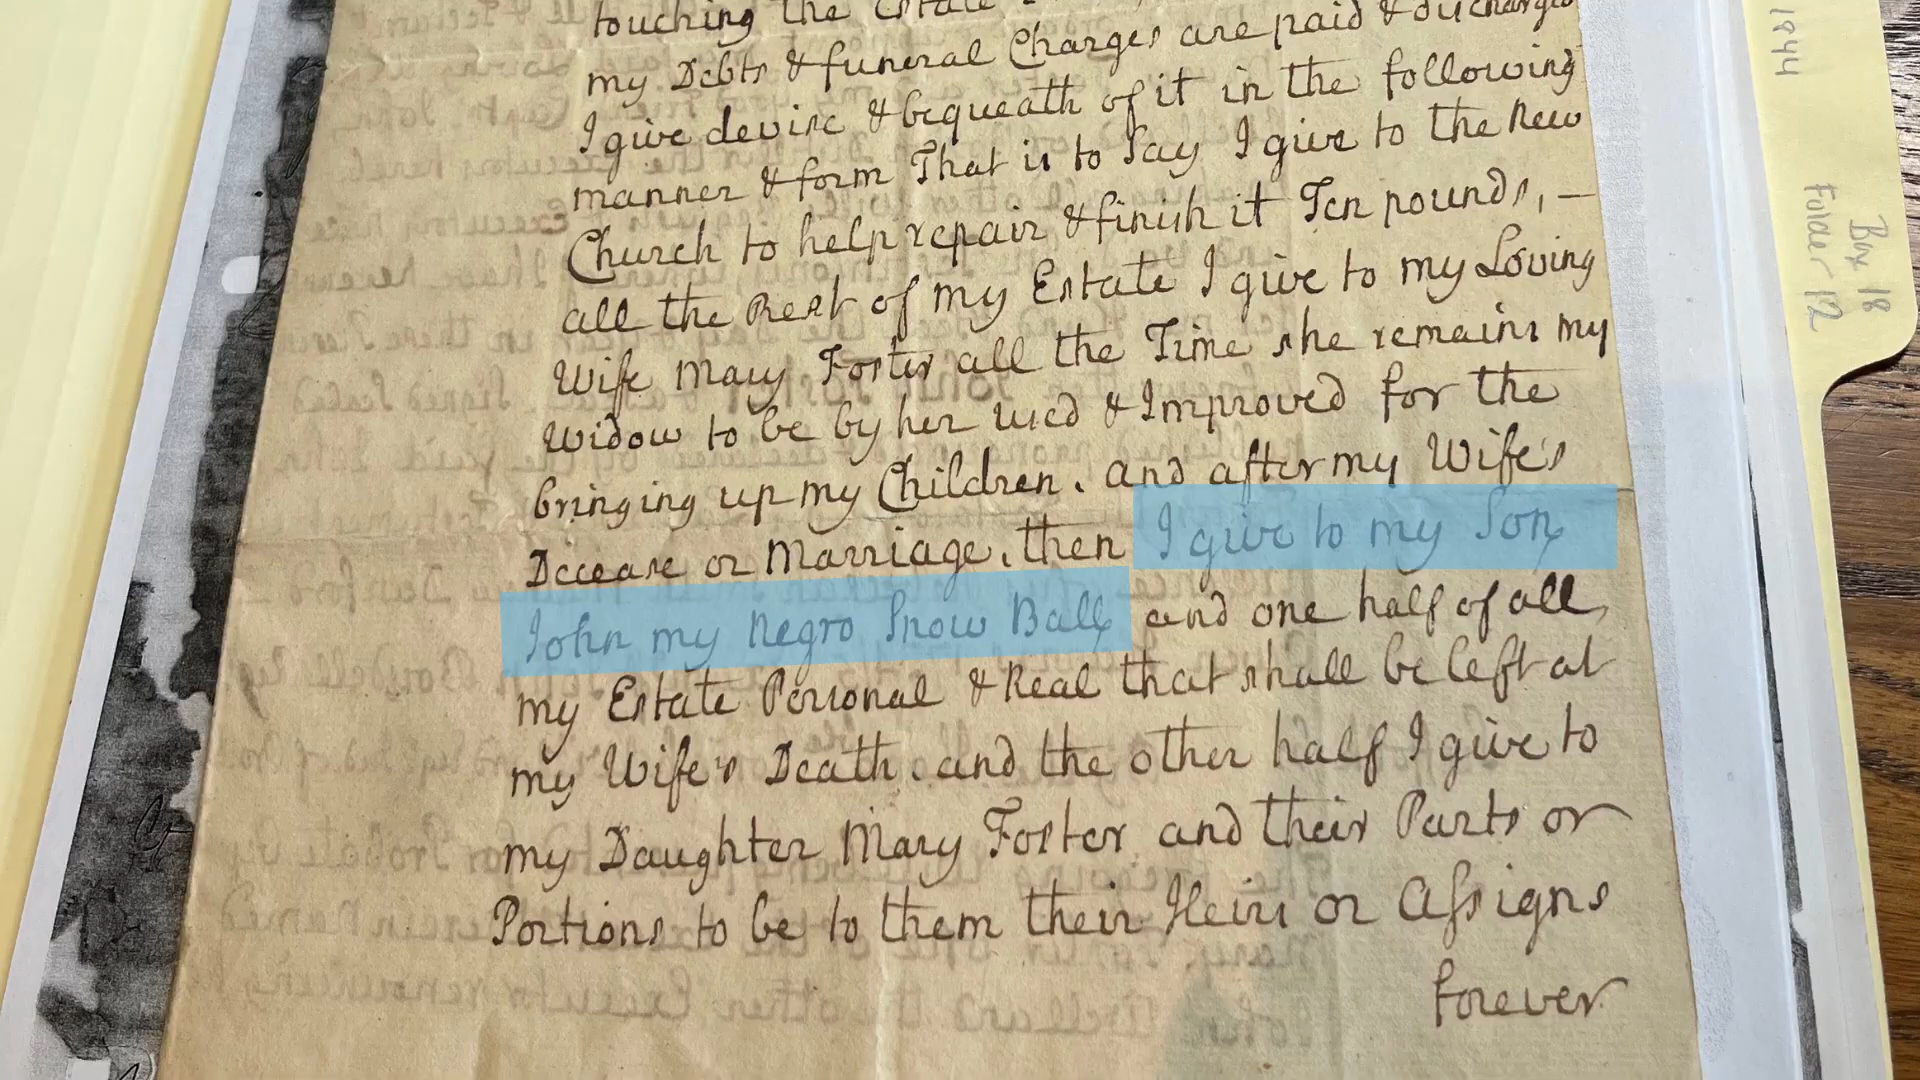 touching the Estate
my Debts & funeral Charges are paid & discharged
I give devise & bequeath of it in the following
manner & form That is to Say I give to the New
Church to help repair & finish it Ten pounds, —
all the Rest of my Estate I give to my Loving
Wife Mary Foster all the Time she remains my
Widow to be by her Used & Improved for the
bringing up my Children. and after my Wife's
Decease or Marriage. then I give to my Son
John my Negro Snow Ball and one half of all
my Estate Personal & Real that shall be left at
my Wife's Death. and the other half I give to
my Daughter Mary Foster and their Parts or
Portions to be to them their Heirs or Assigns
forever
1844
Box 18
Folder 12